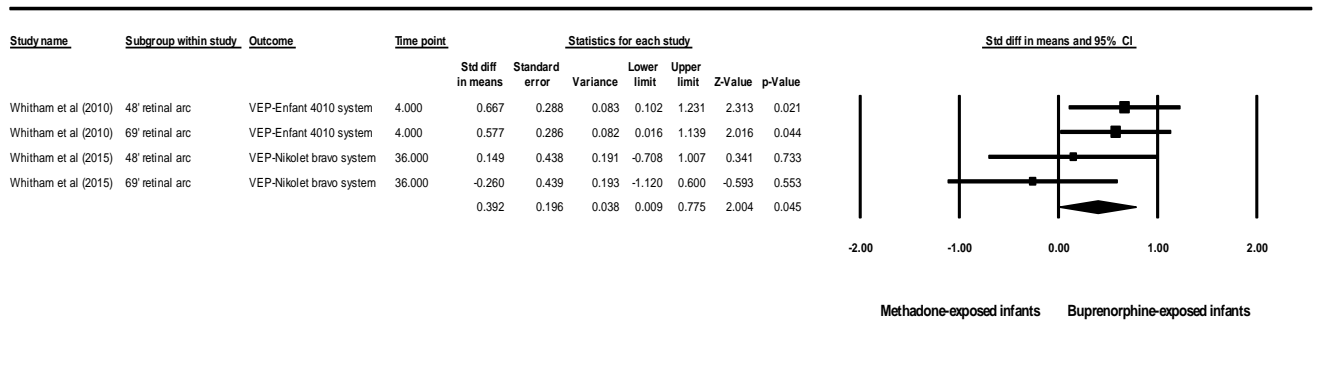 Study name Subgroup within study Outcome Time point Statistics for each study Std diff in means and 95% CI
Std diff Standard Lower Upper
in means error Variance limit limit Z-Value p-Value
Whitham et al (2010) 48' retinal arc VEP-Enfant 4010 system 4.000 0.667 0.288 0.083 0.102 1.231 2.313 0.021
Whitham et al (2010) 69' retinal arc VEP-Enfant 4010 system 4.000 0.577 0.286 0.082 0.016 1.139 2.016 0.044
Whitham et al (2015) 48' retinal arc VEP-Nikolet bravo system 36.000 0.149 0.438 0.191 -0.708 1.007 0.341 0.733
Whitham et al (2015) 69' retinal arc VEP-Nikolet bravo system 36.000 -0.260 0.439 0.193 -1.120 0.600 -0.593 0.553
0.392 0.196 0.038 0.009 0.775 2.004 0.045
-2.00 -1.00 0.00 1.00 2.00
Methadone-exposed infants Buprenorphine-exposed infants